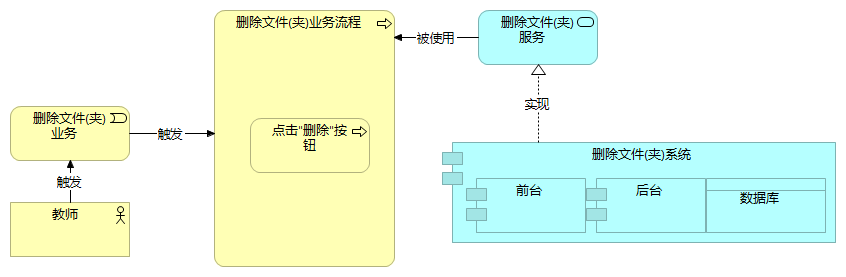 删除文件(夹)业务流程
删除文件(夹)
服务
被使用
点击"删除"按
钮
删除文件(夹)
业务
触发
触发
教师
实现
删除文件(夹)系统
前台
后台
数据库